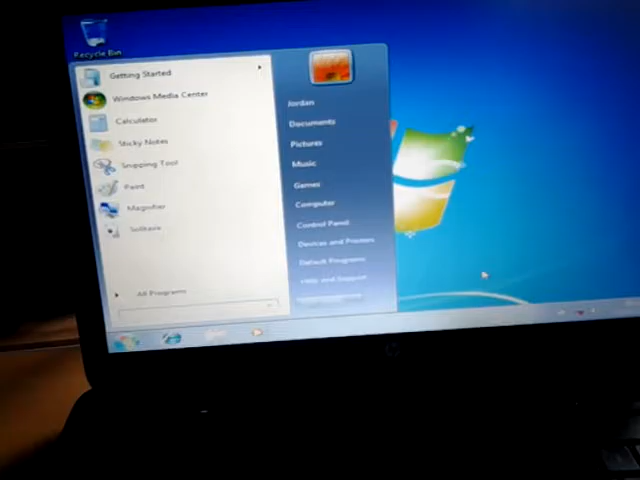 Recycle Bin
Getting Started
Windows Media Center
Calculator
Sticky Notes
Snipping Tool
Paint
Magnifier
Solitaire
All Programs
Jordan
Documents
Pictures
Music
Games
Computer
Control Panel
Devices and Printers
Default Programs
Help and Support
hp